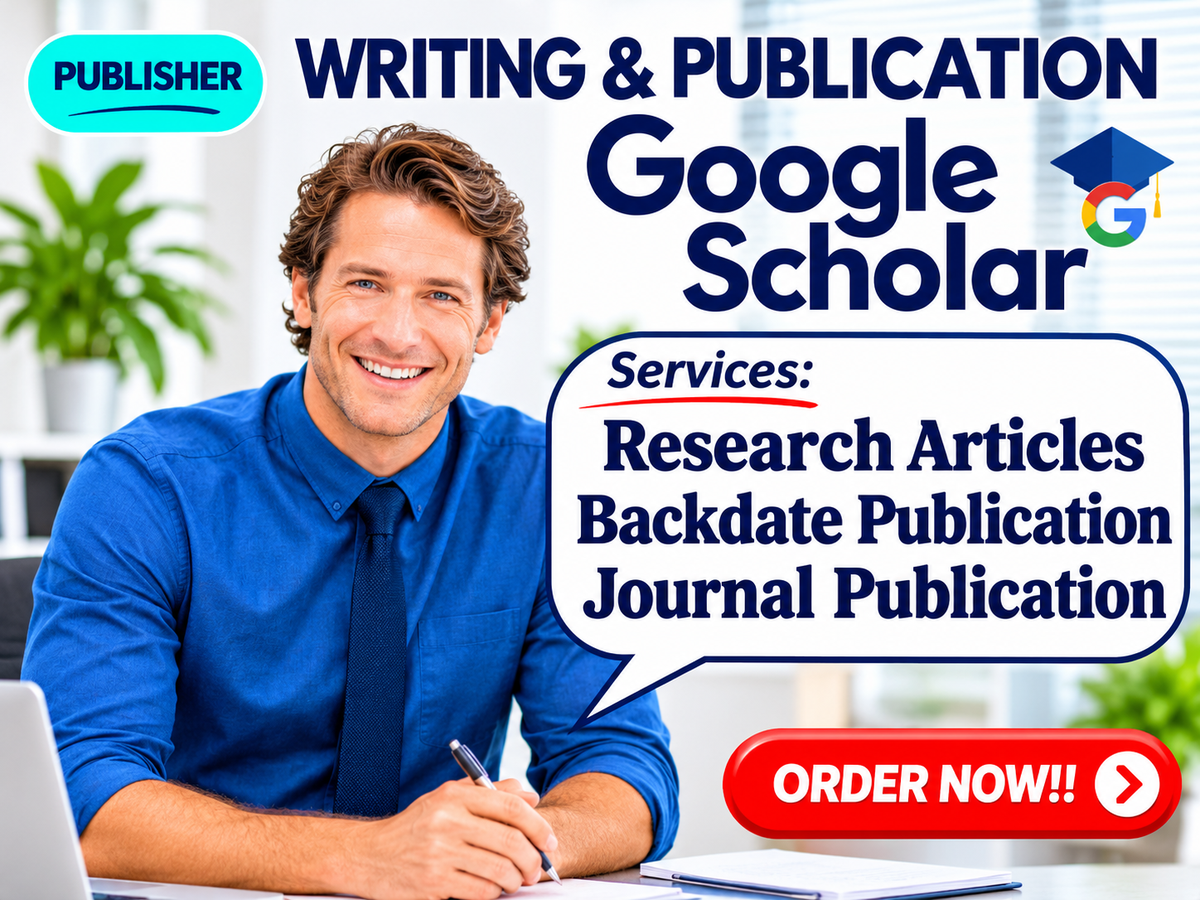 PUBLISHER
WRITING & PUBLICATION
Google
Scholar
G
Services:
Research Articles
Backdate Publication
Journal Publication
ORDER NOW!!